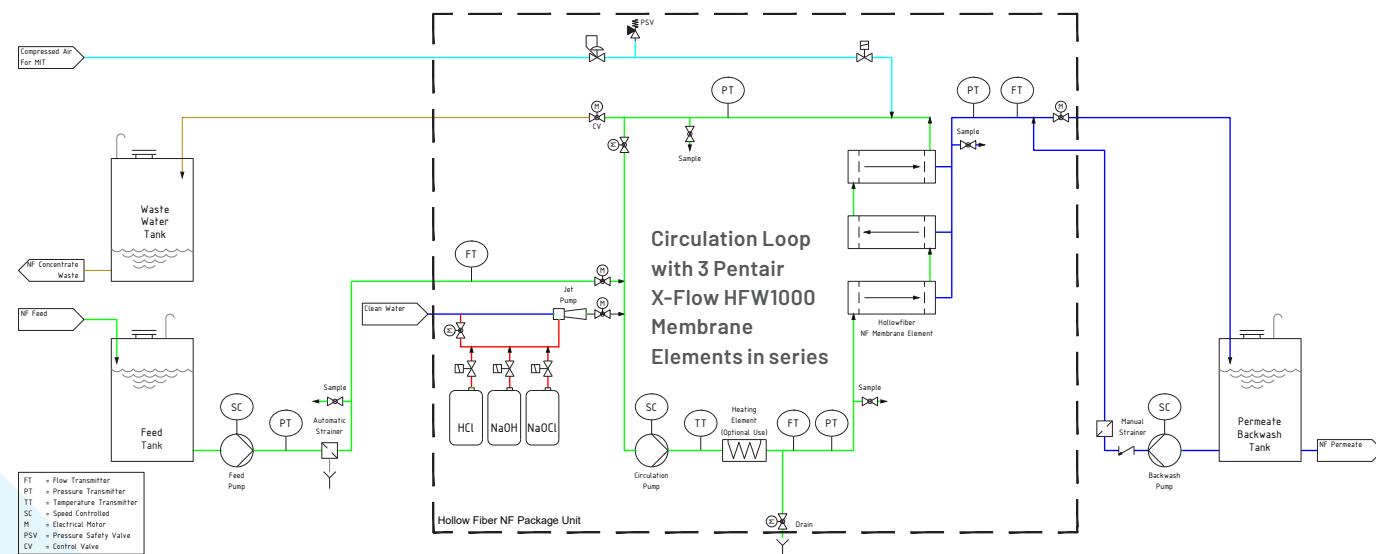 PSV
Compressed Air
For MIT
PT
PT
FT
M
CV
M
M
Sample
Sample
Waste
Water
Tank
Circulation Loop
with 3 Pentair
X-Flow HFW1000
Membrane
Elements in series
FT
NF Concentrate
Waste
M
Jet
Pump
NF Feed
Clean Water
M
M
Hollowfiber
NF Membrane Element
Sample
Sample
HCl
NaOH
NaOCl
SC
PT
Automatic
Strainer
Feed
Tank
Feed
Pump
SC
TT
Heating
Element
(Optional Use)
FT
PT
Circulation
Pump
Manual
Strainer
SC
Backwash
Pump
Permeate
Backwash
Tank
NF Permeate
FT = Flow Transmitter
PT = Pressure Transmitter
TT = Temperature Transmitter
SC = Speed Controlled
M = Electrical Motor
PSV = Pressure Safety Valve
CV = Control Valve
Hollow Fiber NF Package Unit
M
Drain